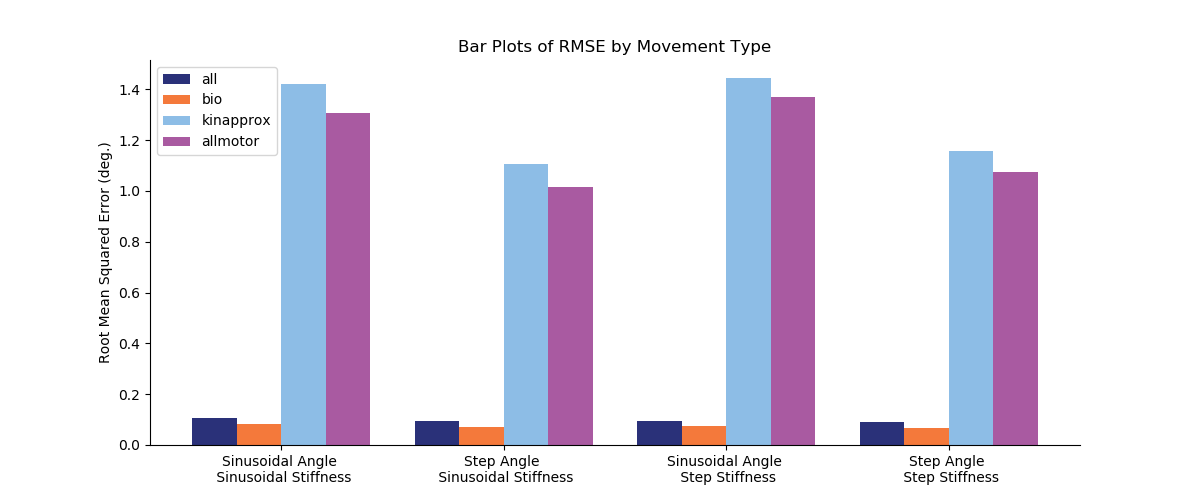 Bar Plots of RMSE by Movement Type
all
bio
kinapprox
allmotor
Root Mean Squared Error (deg.)
1.4
1.2
1.0
0.8
0.6
0.4
0.2
0.0
Sinusoidal Angle
Sinusoidal Stiffness
Step Angle
Sinusoidal Stiffness
Sinusoidal Angle
Step Stiffness
Step Angle
Step Stiffness